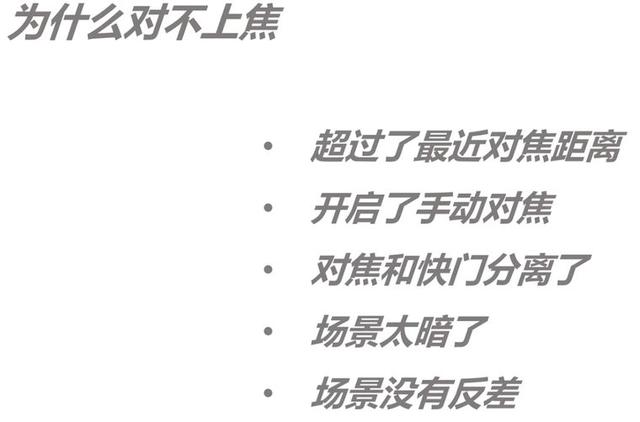 为什么对不上焦
• 超过了最近对焦距离
• 开启了手动对焦
• 对焦和快门分离了
• 场景太暗了
• 场景没有反差